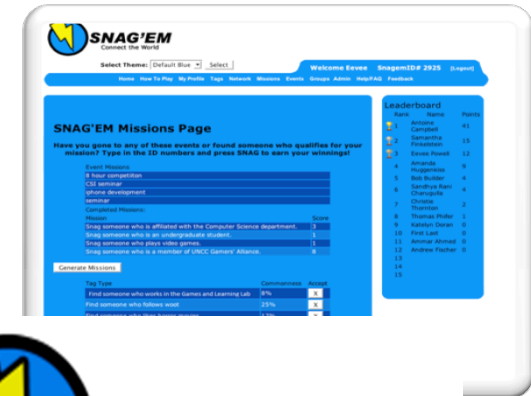 SNAG'EM
Connect the World
Select Theme: Default Blue Select
Welcome Eevee SnagemID# 2925 [Logout]
Home How To Play My Profile Tags Network Missions Events Groups Admin Help/FAQ Feedback
SNAG'EM Missions Page
Have you gone to any of these events or found someone who qualifies for your
mission? Type in the ID numbers and press SNAG to earn your winnings!
Event Missions
8 hour competition
CSI seminar
iphone development
seminar
Completed Missions:
Mission Score
Snag someone who is affiliated with the Computer Science department. 3
Snag someone who is an undergraduate student. 1
Snag someone who plays video games. 1
Snag someone who is a member of UNCC Gamers' Alliance. 8
Generate Missions
Tag Type Commonness Accept
Find someone who works in the Games and Learning Lab 8% X
Find someone who follows woot 25% X
Leaderboard
Rank Name Points
1 Antoine Campbell 41
2 Samantha Finkelstein 15
3 Eevee Powell 12
4 Amanda Huggenkiss 9
5 Bob Builder 4
6 Sandhya Rani Cherugulla 4
7 Christie Thornton 2
8 Thomas Phifer 1
9 Katelyn Doran 0
10 First Last 0
11 Ammar Ahmed 0
12 Andrew Fischer 0
13
14
15